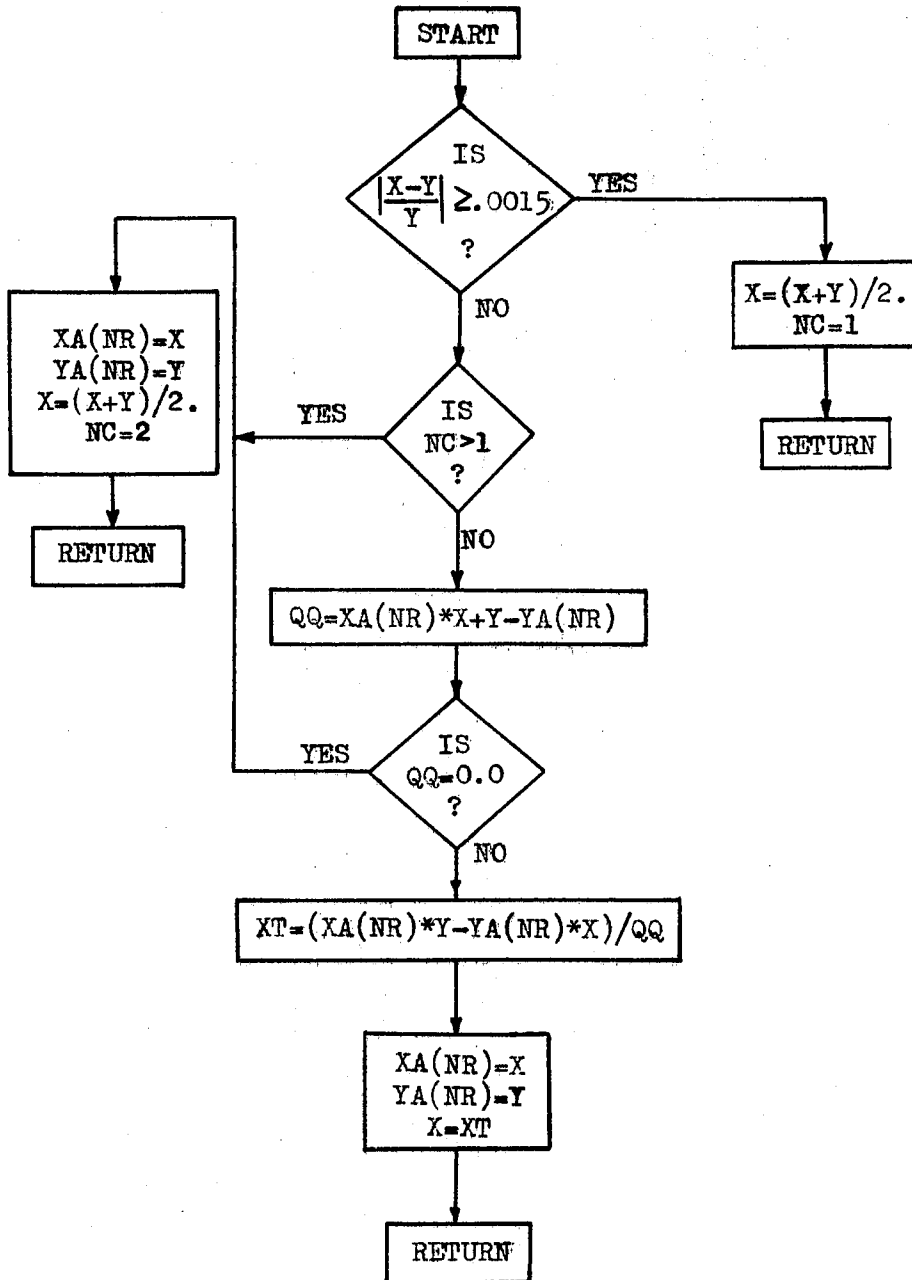 START
IS
|X-Y
Y| ≥.0015
?
YES
X=(X+Y)/2.
NC=1
RETURN
NO
XA(NR)=X
YA(NR)=Y
X=(X+Y)/2.
NC=2
RETURN
YES
IS
NC>1
?
NO
QQ=XA(NR)*X+Y-YA(NR)
YES
IS
QQ=0.0
?
NO
XT=(XA(NR)*Y-YA(NR)*X)/QQ
XA(NR)=X
YA(NR)=Y
X=XT
RETURN